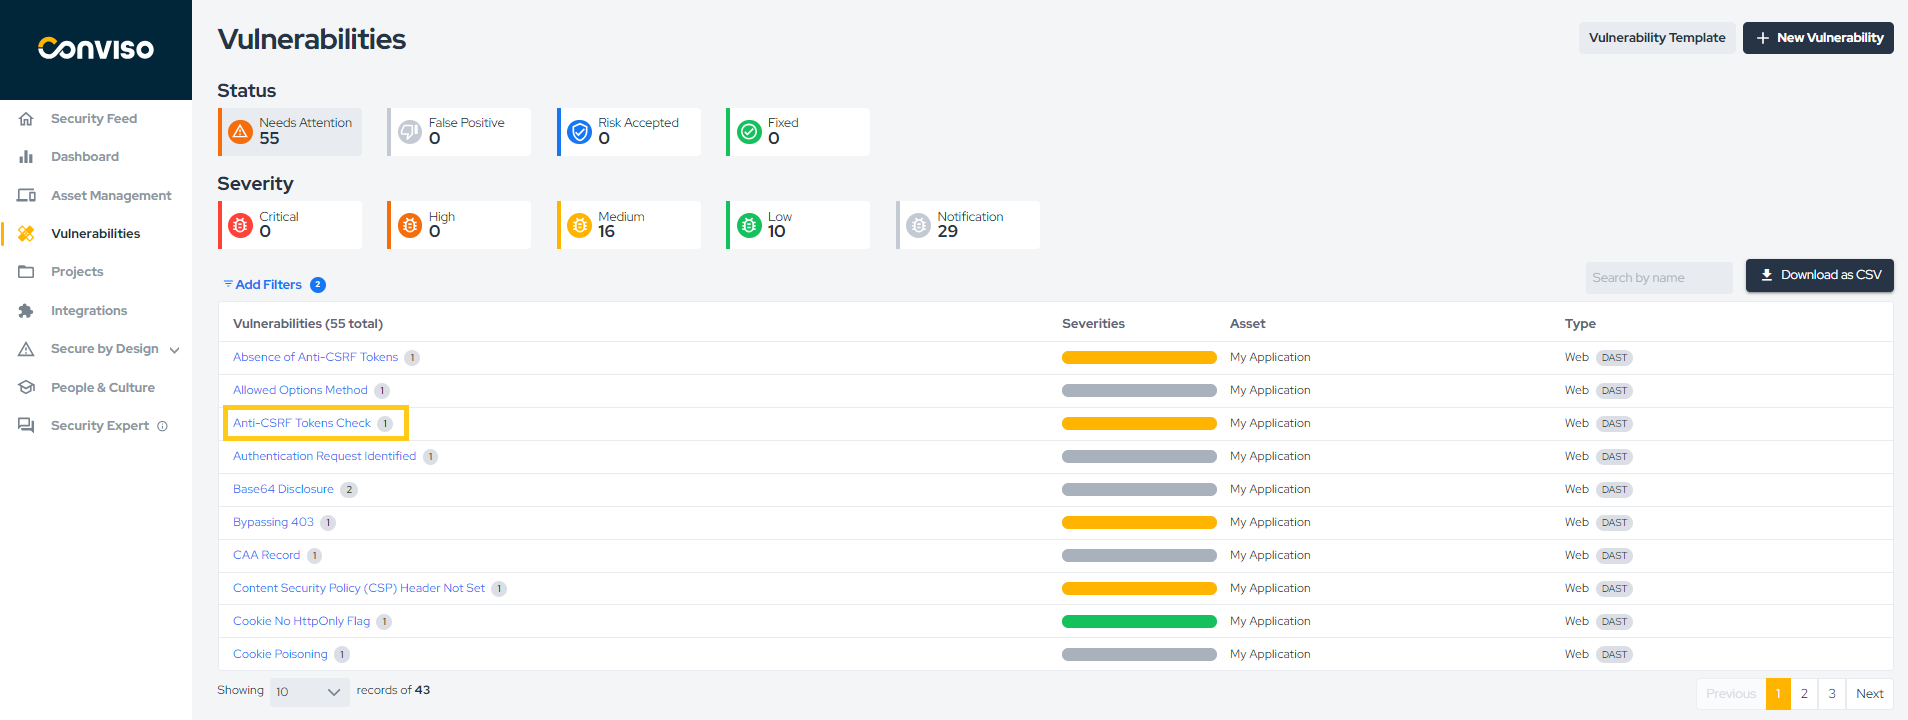 CONVISO
Security Feed
Dashboard
Asset Management
Vulnerabilities
Projects
Integrations
Secure by Design
People & Culture
Security Expert
Vulnerabilities
Vulnerability Template
New Vulnerability
Status
Needs Attention
55
False Positive
0
Risk Accepted
0
Fixed
0
Severity
Critical
0
High
0
Medium
16
Low
10
Notification
29
Add Filters 2
Search by name
Download as CSV
Vulnerabilities (55 total) Severities Asset Type
Absence of Anti-CSRF Tokens 1 My Application Web DAST
Allowed Options Method 1 My Application Web DAST
Anti-CSRF Tokens Check 1 My Application Web DAST
Authentication Request Identified 1 My Application Web DAST
Base64 Disclosure 2 My Application Web DAST
Bypassing 403 1 My Application Web DAST
CAA Record 1 My Application Web DAST
Content Security Policy (CSP) Header Not Set 1 My Application Web DAST
Cookie No HttpOnly Flag 1 My Application Web DAST
Cookie Poisoning 1 My Application Web DAST
Showing 10 records of 43
Previous 1 2 3 Next